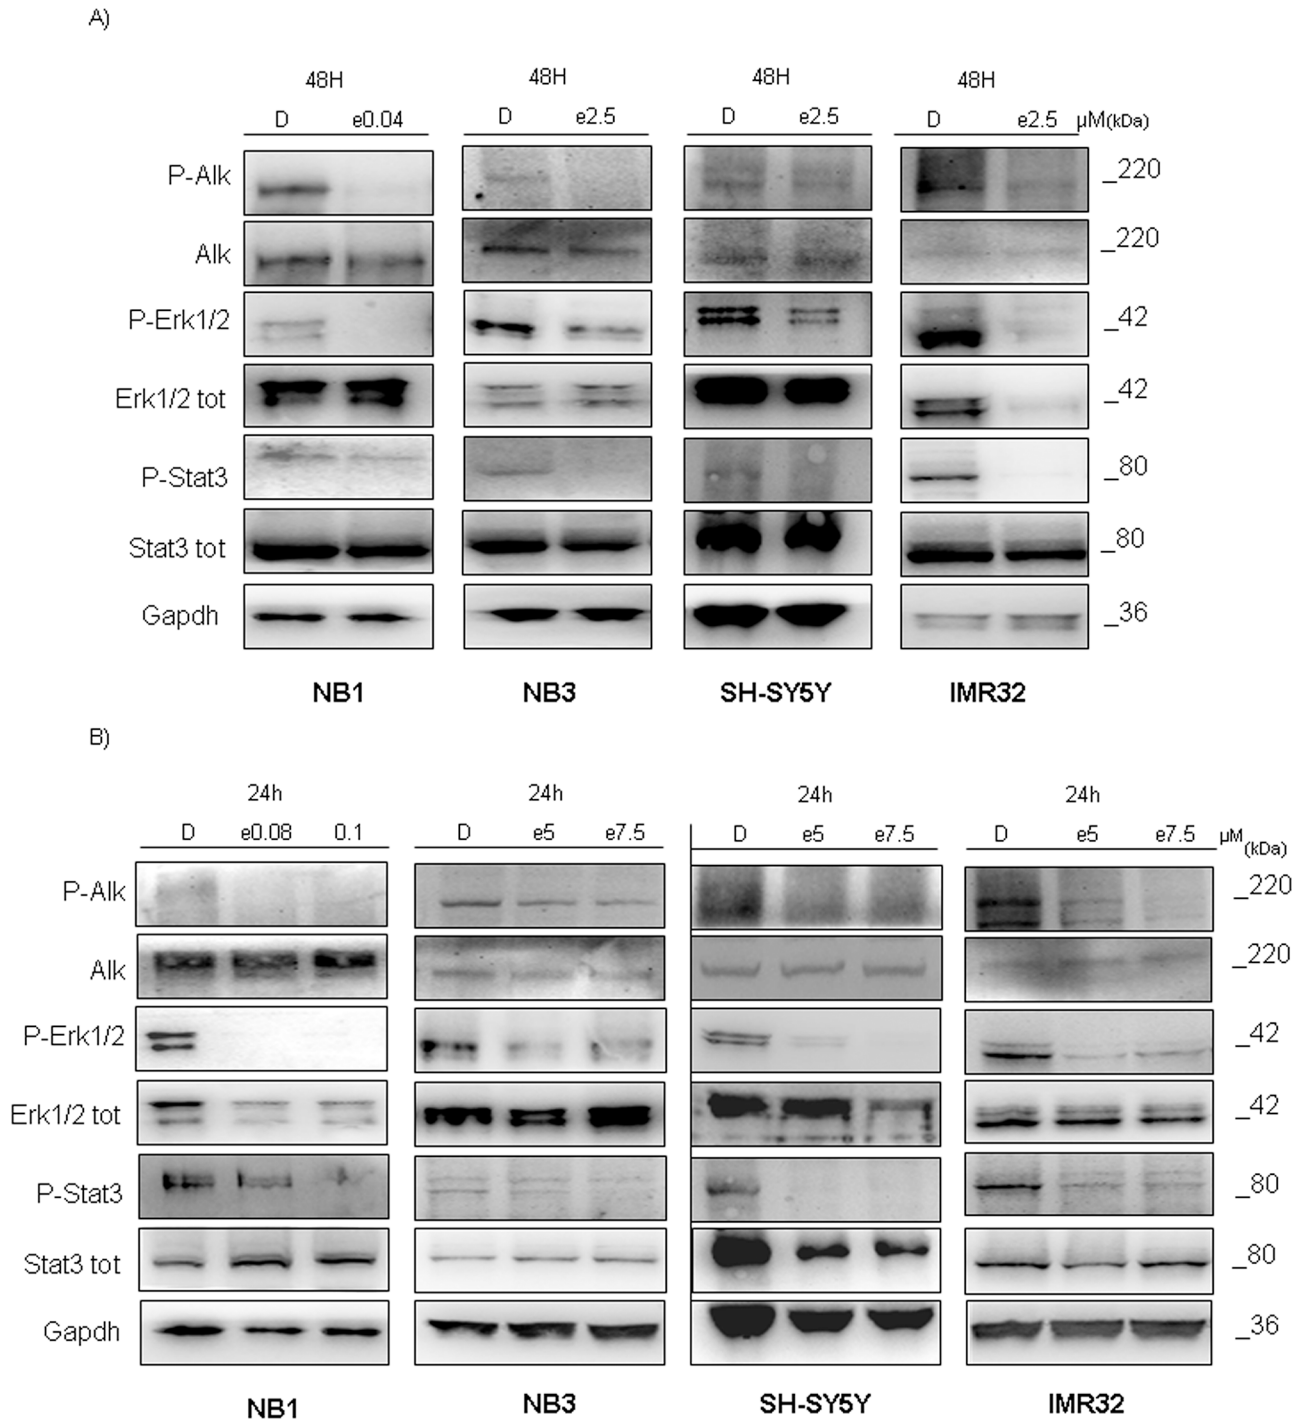 A)
48H 48H 48H 48H
D e0.04 D e2.5 D e2.5 D e2.5 µM(kDa)
P-Alk _220
Alk _220
P-Erk1/2 _42
Erk1/2 tot _42
P-Stat3 _80
Stat3 tot _80
Gapdh _36
NB1 NB3 SH-SY5Y IMR32
B)
24h 24h 24h 24h
D e0.08 0.1 D e5 e7.5 D e5 e7.5 D e5 e7.5 µM (kDa)
P-Alk _220
Alk _220
P-Erk1/2 _42
Erk1/2 tot _42
P-Stat3 _80
Stat3 tot _80
Gapdh _36
NB1 NB3 SH-SY5Y IMR32